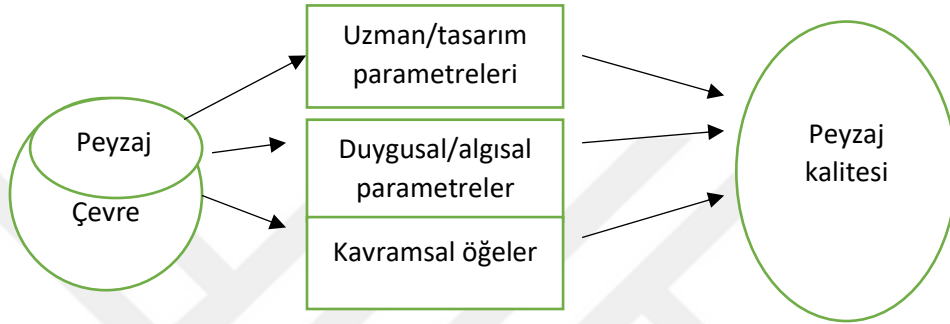 Peyzaj
Çevre
Uzman/tasarım
parametreleri
Duygusal/algısal
parametreler
Kavramsal öğeler
Peyzaj
kalitesi